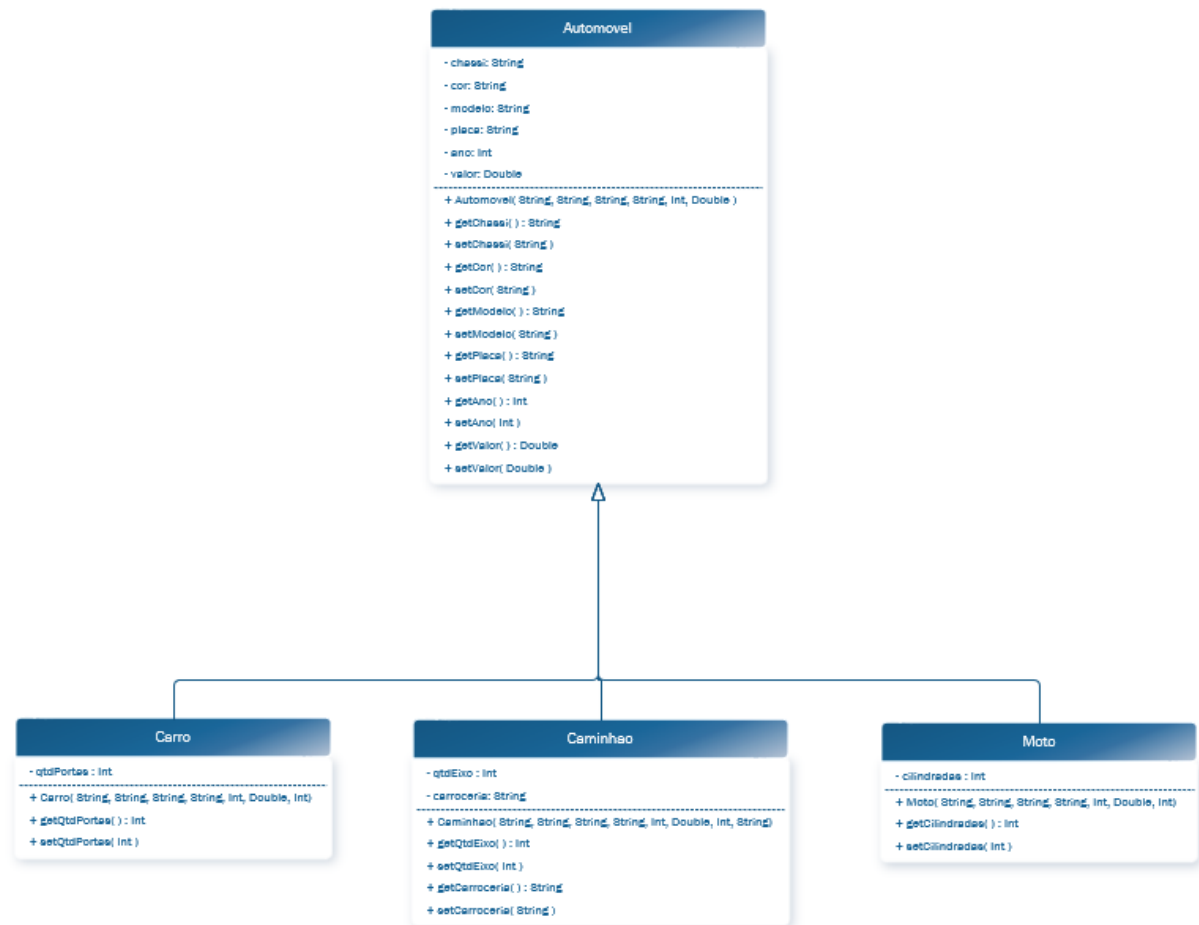 Automovel
- chassi: String
- cor: String
- modelo: String
- placa: String
- ano: Int
- valor: Double
+ Automovel( String, String, String, String, Int, Double )
+ getChassi( ) : String
+ setChassi( String )
+ getCor( ) : String
+ setCor( String )
+ getModelo( ) : String
+ setModelo( String )
+ getPlaca( ) : String
+ setPlaca( String )
+ getAno( ) : Int
+ setAno( Int )
+ getValor( ) : Double
+ setValor( Double )
Carro
- qtdPortas : Int
+ Carro( String, String, String, String, Int, Double, Int)
+ getQtdPortas( ) : Int
+ setQtdPortas( Int )
Caminhao
- qtdEixo : Int
- carroceria: String
+ Caminhao( String, String, String, String, Int, Double, Int, String)
+ getQtdEixo( ) : Int
+ setQtdEixo( Int )
+ getCarroceria( ) : String
+ setCarroceria( String )
Moto
- cilindradas : Int
+ Moto( String, String, String, String, Int, Double, Int)
+ getCilindradas( ) : Int
+ setCilindradas( Int )